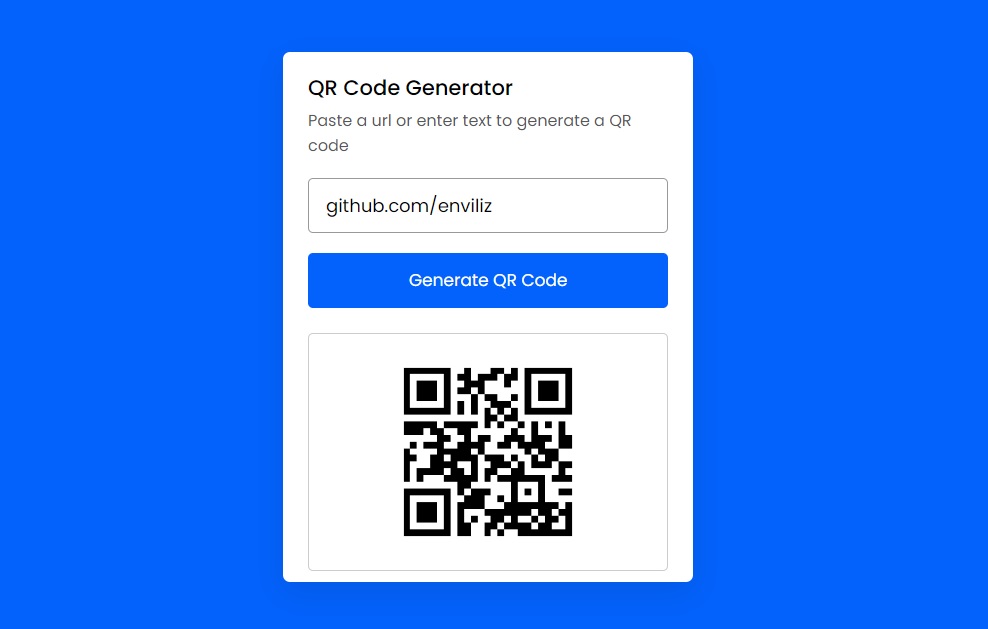 QR Code Generator
Paste a url or enter text to generate a QR
code
github.com/enviliz
Generate QR Code